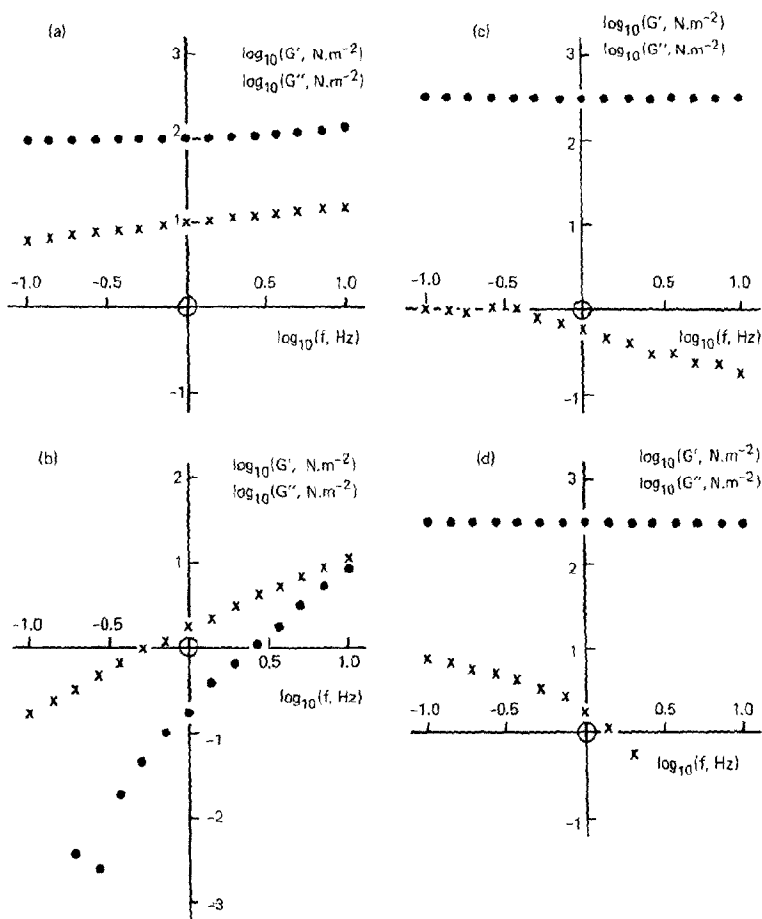 (a)
log10(G′, N.m−2)
log10(G″, N.m−2)
3
2
1
-1.0 -0.5 0.5 1.0
log10(f, Hz)
-1
(c)
log10(G′, N.m−2)
log10(G″, N.m−2)
3
2
1
-1.0 -0.5 0.5 1.0
log10(f, Hz)
-1
(b)
log10(G′, N.m−2)
log10(G″, N.m−2)
2
1
-1.0 -0.5 0.5 1.0
log10(f, Hz)
-1
-2
-3
(d)
log10(G′, N.m−2)
log10(G″, N.m−2)
3
2
1
-1.0 -0.5 0.5 1.0
log10(f, Hz)
-1